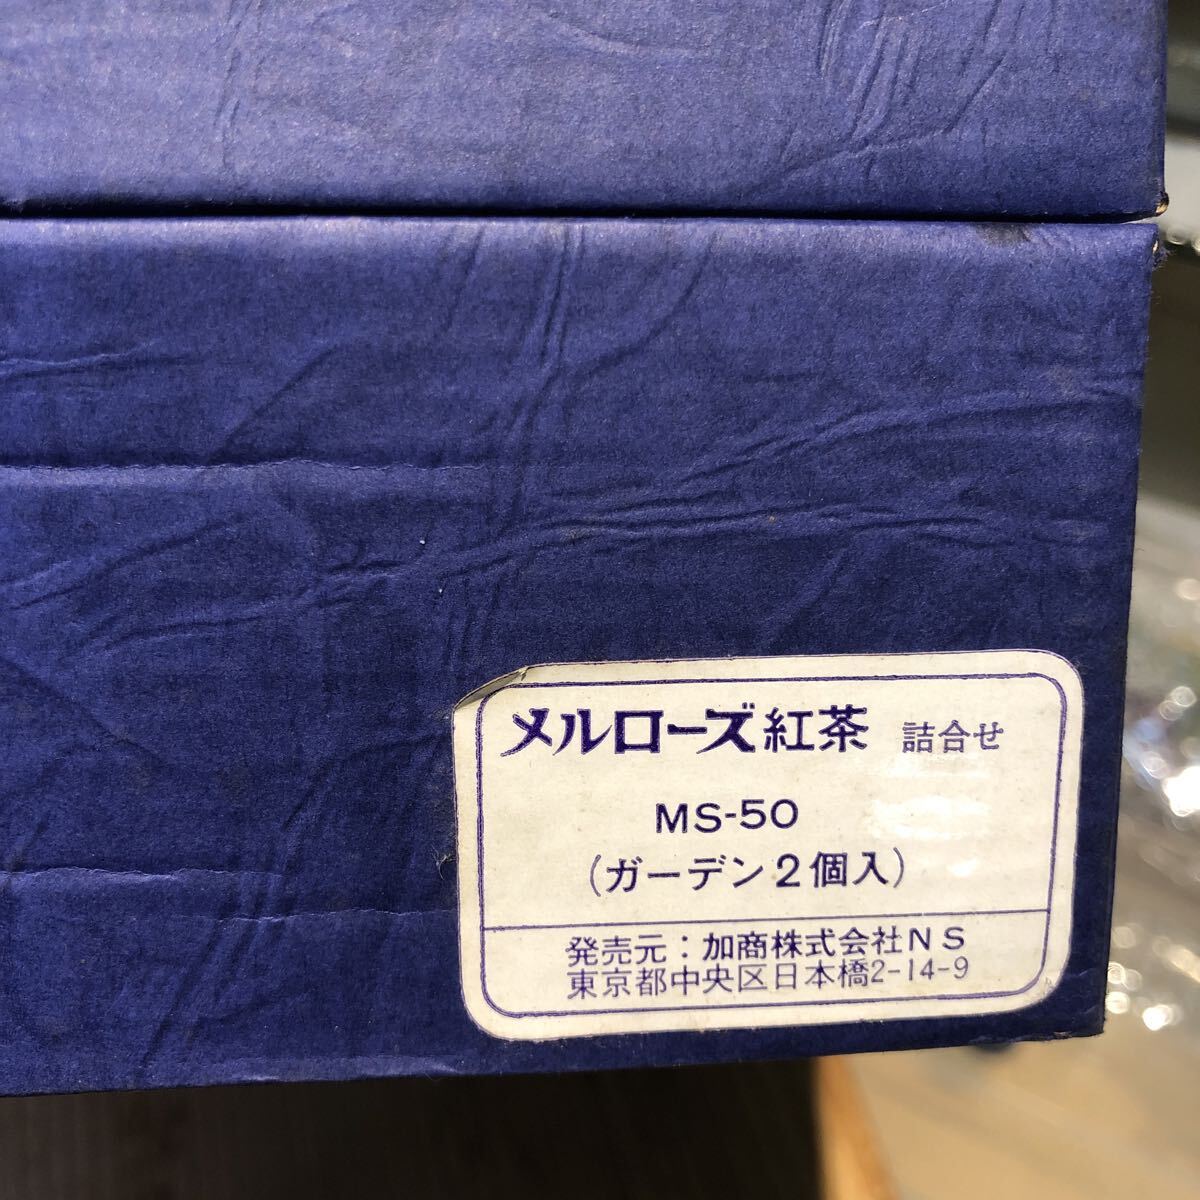 メルローズ紅茶 詰合せ
MS-50
(ガーデン2個入)
発売元：加商株式会社NS
東京都中央区日本橋2-14-9